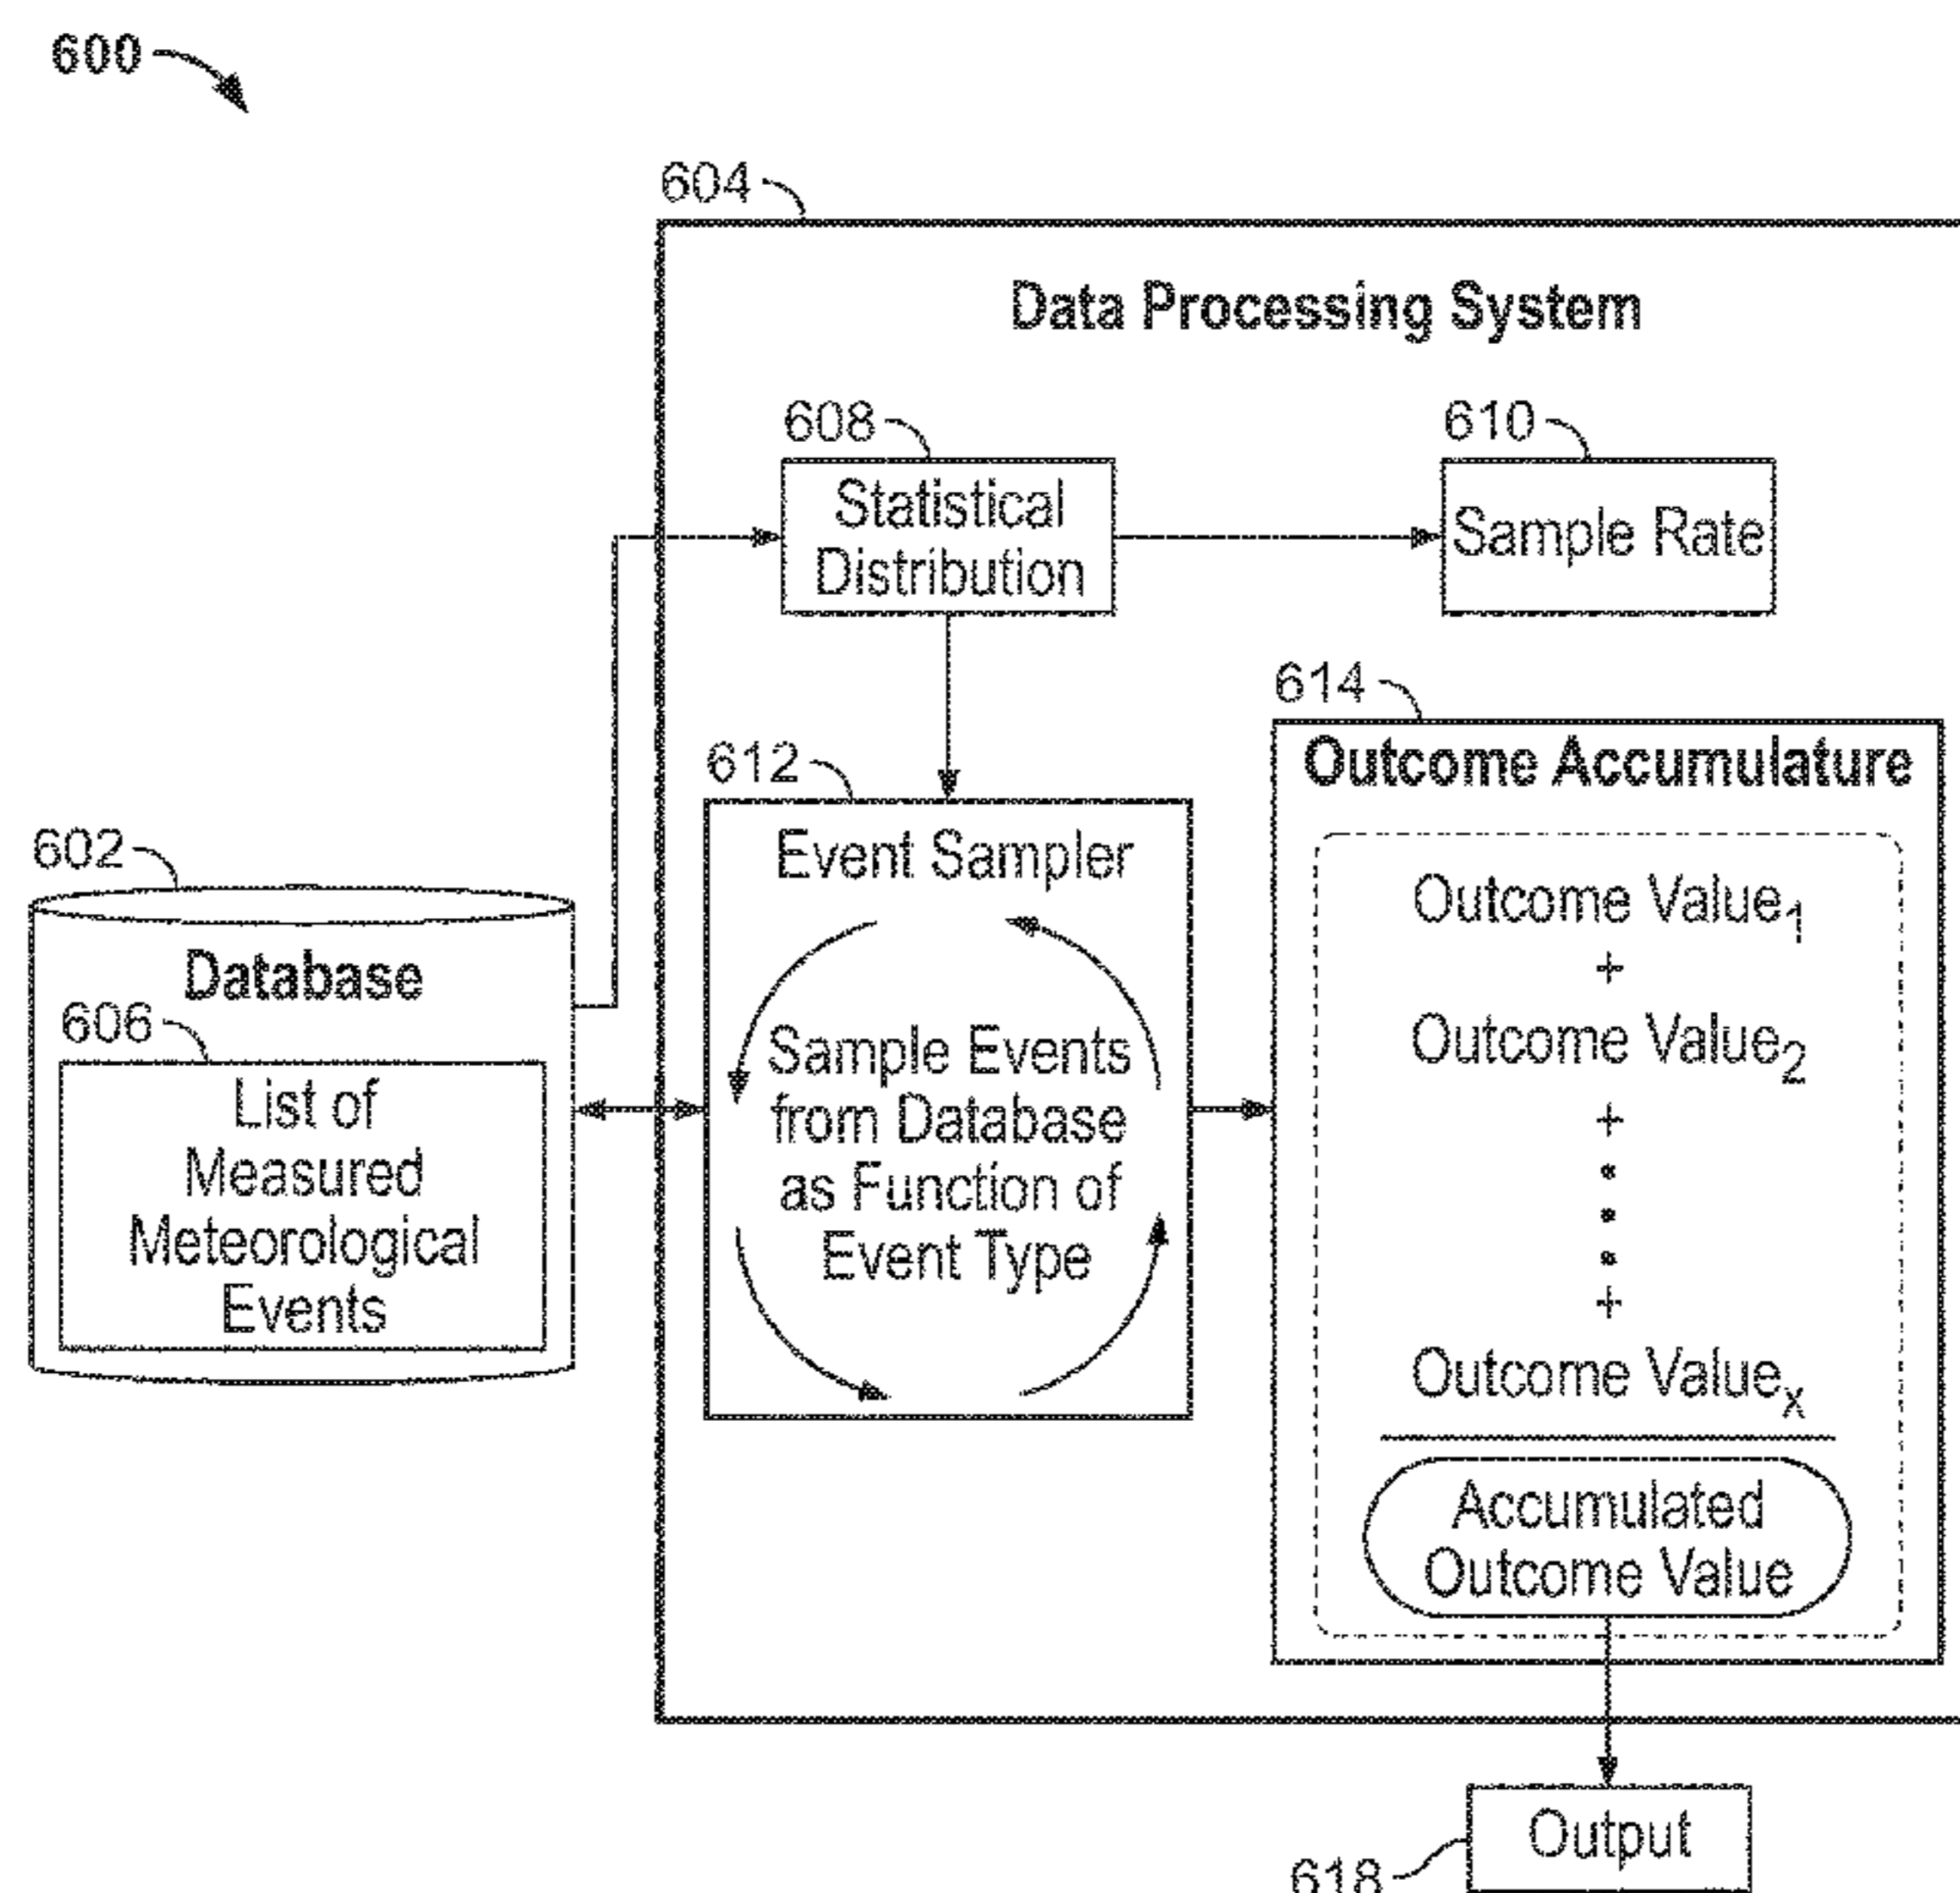 600
604
Data Processing System
608
Statistical
Distribution
610
Sample Rate
612
Event Sampler
Sample Events
from Database
as Function of
Event Type
614
Outcome Accumulature
Outcome Value1
+
Outcome Value2
+
+
Outcome Valuex
Accumulated
Outcome Value
602
Database
606
List of
Measured
Meteorological
Events
618
Output